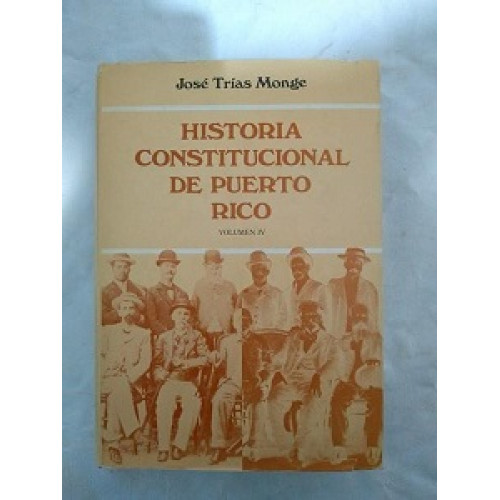 José Trías Monge
HISTORIA
CONSTITUCIONAL
DE PUERTO
RICO
VOLUMEN IV